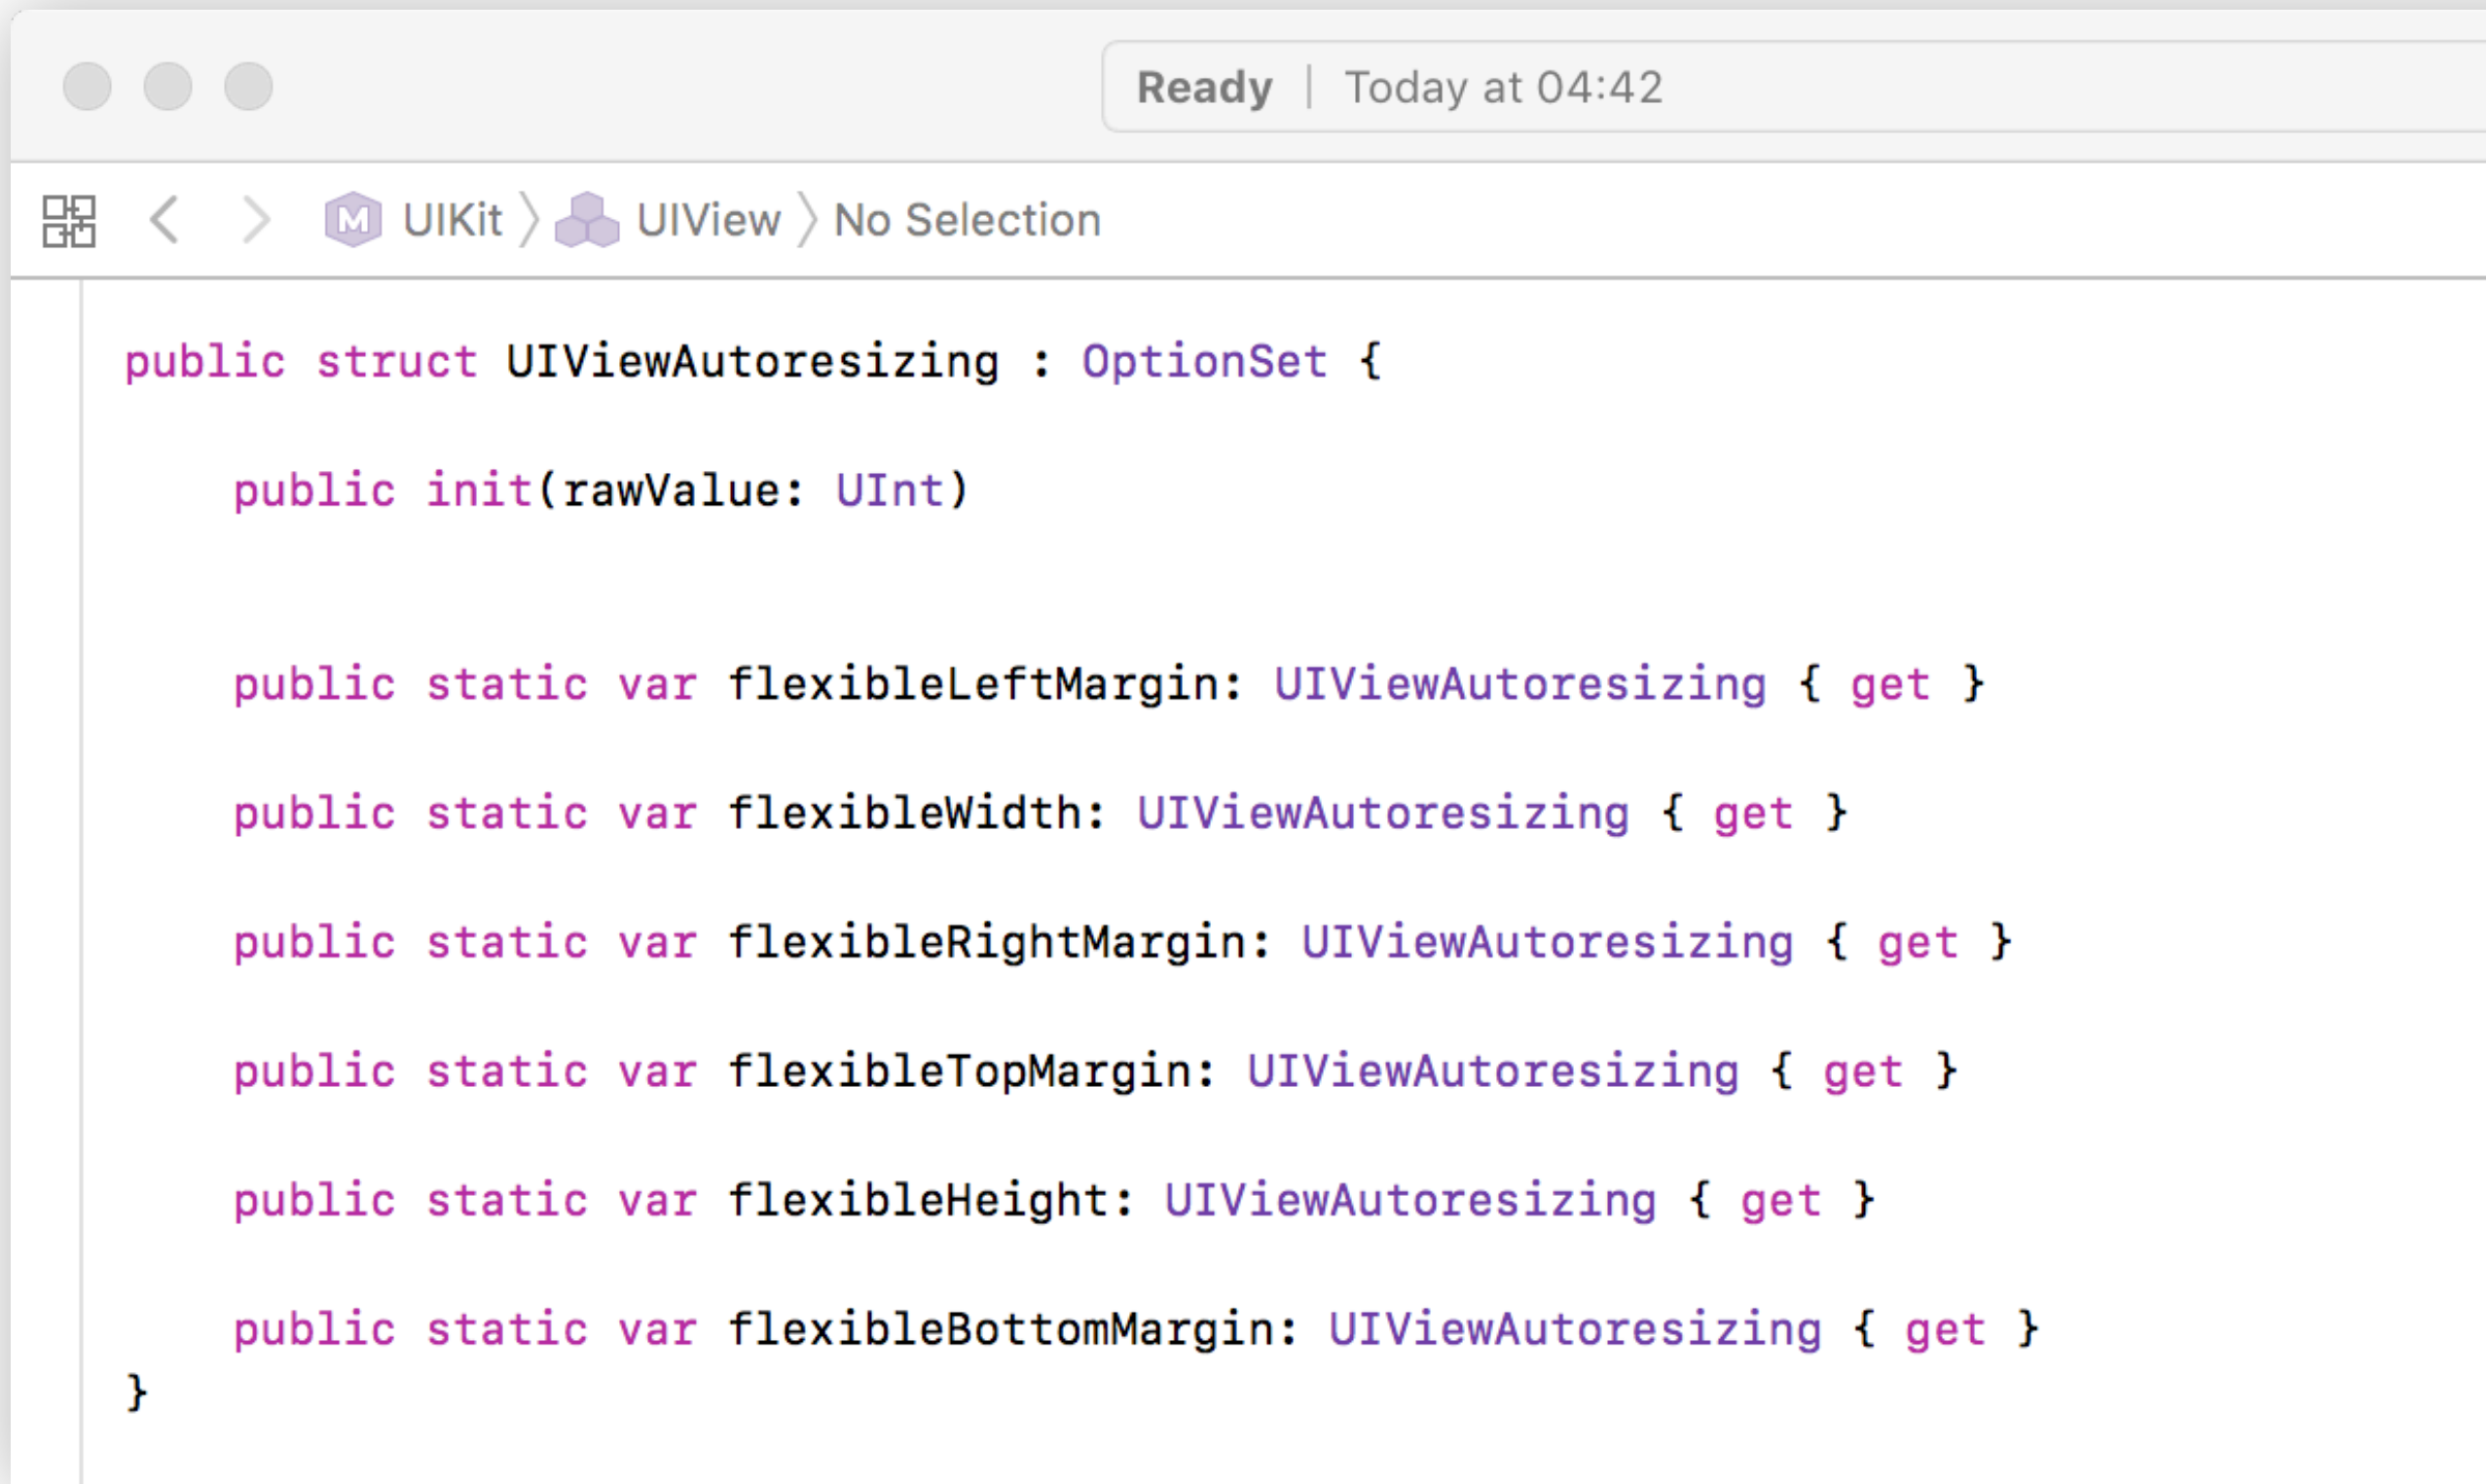 Ready | Today at 04:42
M UIKit 〉 UIView 〉 No Selection
public struct UIViewAutoresizing : OptionSet {
public init(rawValue: UInt)
public static var flexibleLeftMargin: UIViewAutoresizing { get }
public static var flexibleWidth: UIViewAutoresizing { get }
public static var flexibleRightMargin: UIViewAutoresizing { get }
public static var flexibleTopMargin: UIViewAutoresizing { get }
public static var flexibleHeight: UIViewAutoresizing { get }
public static var flexibleBottomMargin: UIViewAutoresizing { get }
}